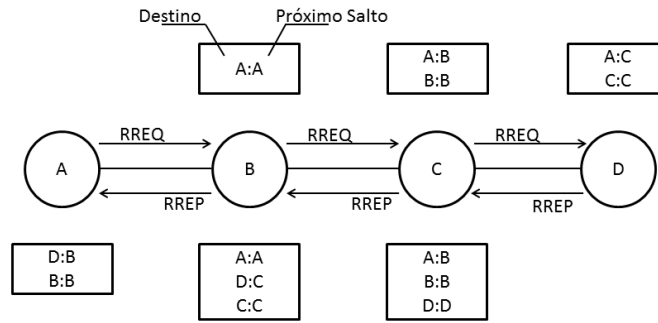 Destino Próximo Salto
A:A
A:B
B:B
A:C
C:C
RREQ RREQ RREQ
A B C D
RREP RREP RREP
D:B
B:B
A:A
D:C
C:C
A:B
B:B
D:D